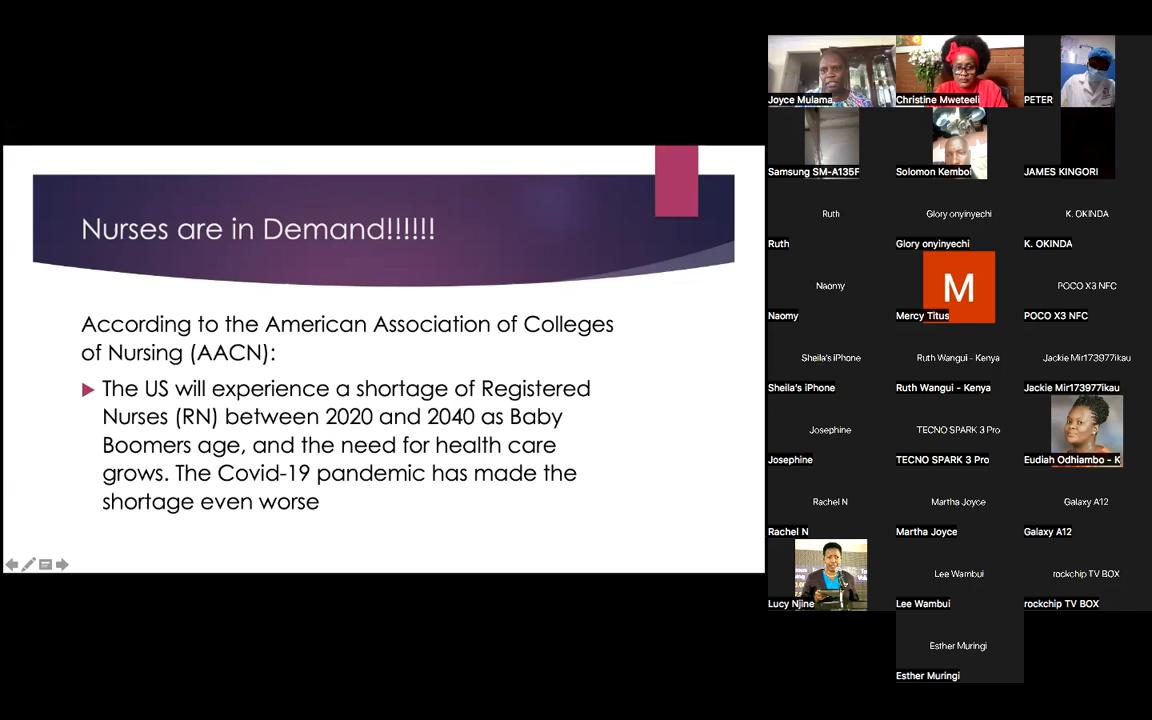 Nurses are in Demand!!!!!!
According to the American Association of Colleges
of Nursing (AACN):
The US will experience a shortage of Registered
Nurses (RN) between 2020 and 2040 as Baby
Boomers age, and the need for health care
grows. The Covid-19 pandemic has made the
shortage even worse
Joyce Mulama
Christine Mweteeli
PETER
Samsung SM-A135F
Solomon Kemboi
JAMES KINGORI
Ruth
Glory onyinyechi
K. OKINDA
Ruth
Glory onyinyechi
K. OKINDA
Naomy
M
POCO X3 NFC
Naomy
Mercy Titus
POCO X3 NFC
Sheila's iPhone
Ruth Wangui - Kenya
Jackie Mir173977ikau
Sheila's iPhone
Ruth Wangui - Kenya
Jackie Mir173977ikau
Josephine
TECNO SPARK 3 Pro
Josephine
TECNO SPARK 3 Pro
Eudiah Odhiambo - K
Rachel N
Martha Joyce
Galaxy A12
Rachel N
Martha Joyce
Galaxy A12
Lee Wambui
rockchip TV BOX
Lucy Njine
Lee Wambui
rockchip TV BOX
Esther Muringi
Esther Muringi